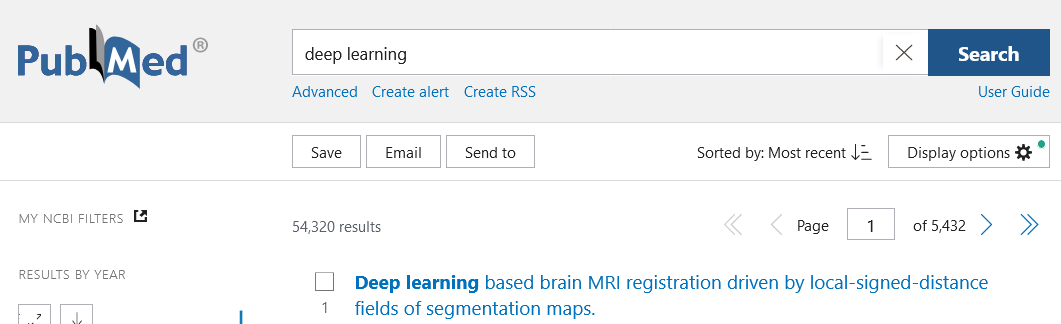 PubMed®
deep learning
Search
Advanced Create alert Create RSS
User Guide
Save Email Send to
Sorted by: Most recent
Display options
MY NCBI FILTERS
54,320 results
Page 1 of 5,432
RESULTS BY YEAR
1
Deep learning based brain MRI registration driven by local-signed-distance
fields of segmentation maps.